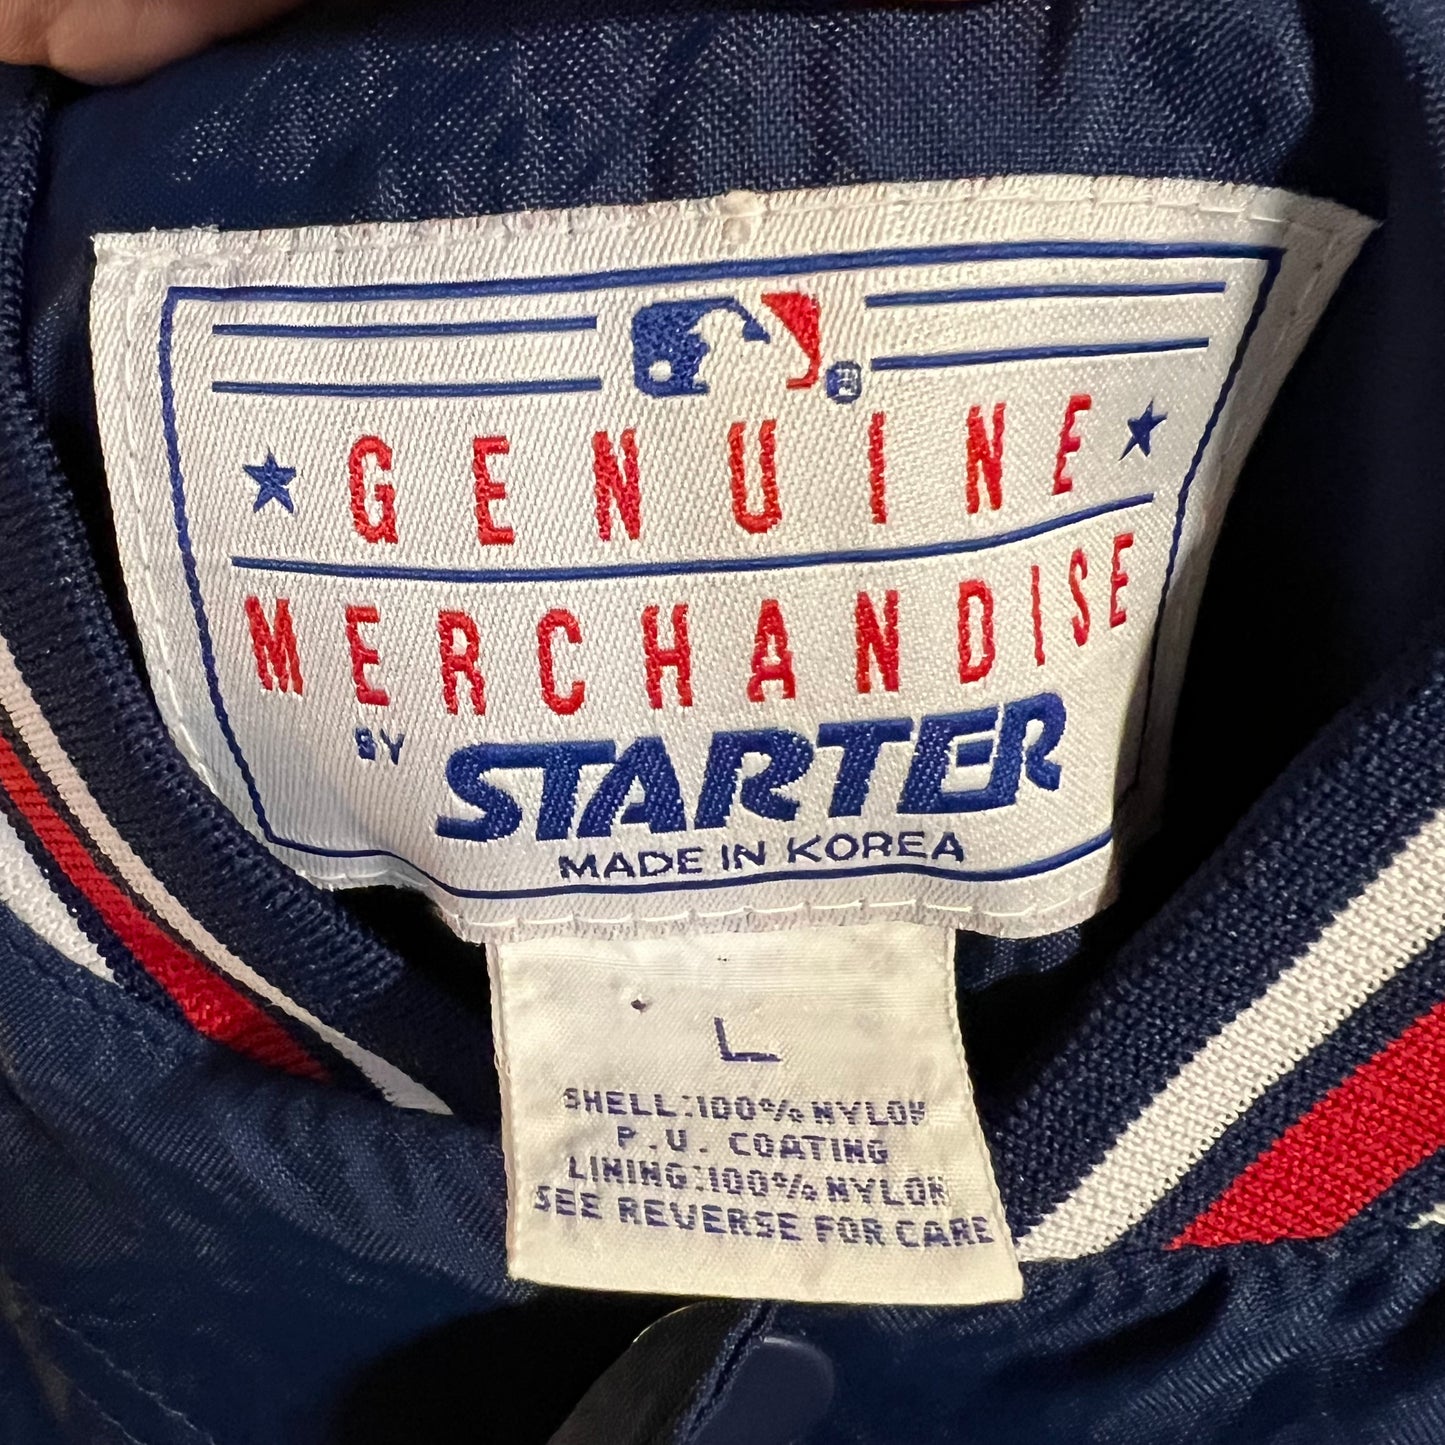 GENUINE
MERCHANDISE
BY STARTER
MADE IN KOREA
L
SHELL:100% NYLON
P.U. COATING
LINING:100% NYLON
SEE REVERSE FOR CARE